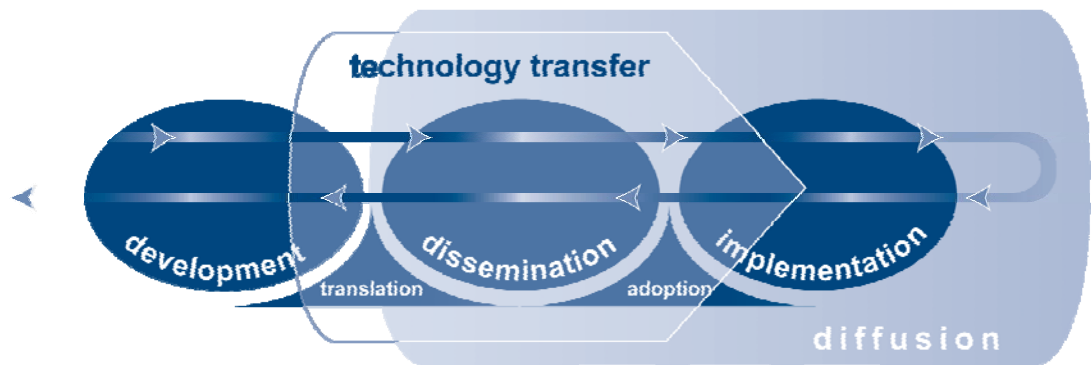 technology transfer
development
dissemination
implementation
translation
adoption
diffusion